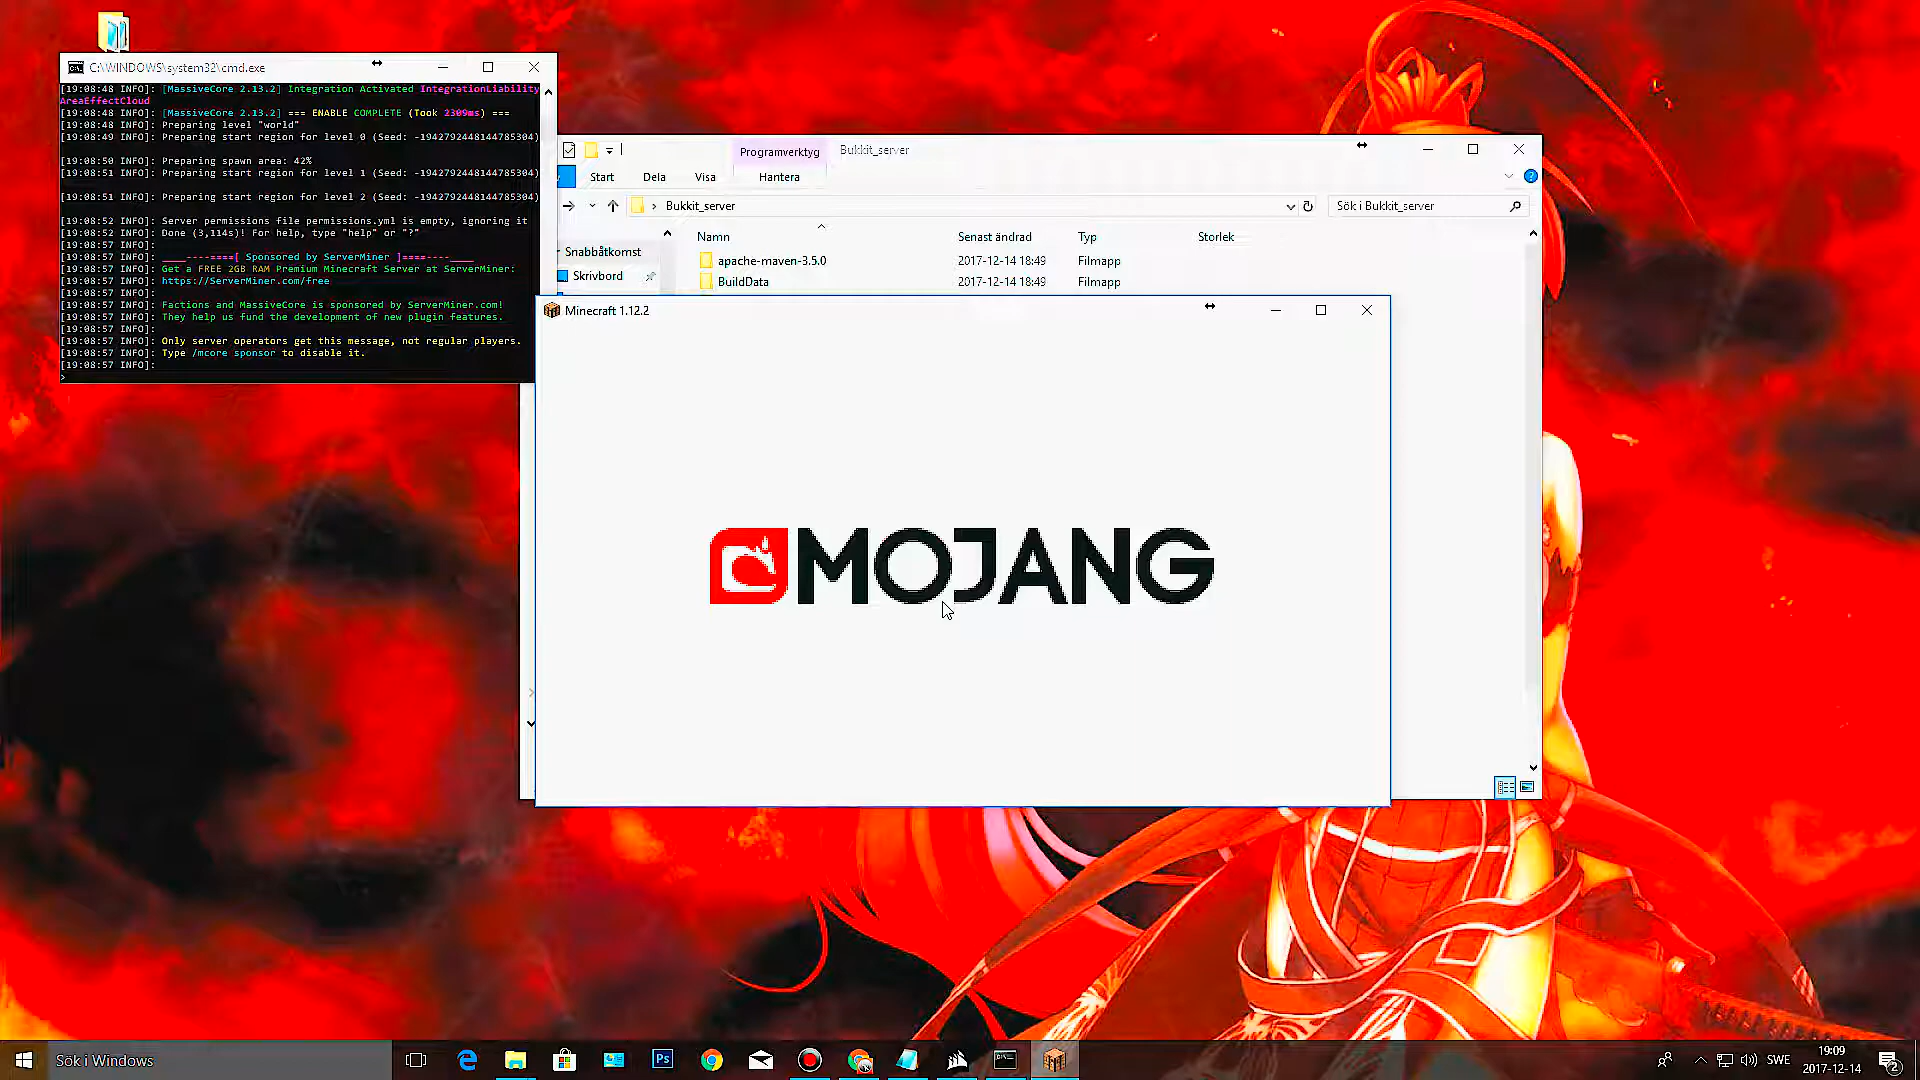 C:\WINDOWS\system32\cmd.exe
[19:08:48 INFO]: [MassiveCore 2.13.2] Integration Activated IntegrationLiability
AreaEffectCloud
[19:08:48 INFO]: [MassiveCore 2.13.2] === ENABLE COMPLETE (Took 2309ms) ===
[19:08:48 INFO]: Preparing level "world"
[19:08:49 INFO]: Preparing start region for level 0 (Seed: -1942792448144785304)
[19:08:50 INFO]: Preparing spawn area: 42%
[19:08:51 INFO]: Preparing start region for level 1 (Seed: -1942792448144785304)
[19:08:51 INFO]: Preparing start region for level 2 (Seed: -1942792448144785304)
[19:08:52 INFO]: Server permissions file permissions.yml is empty, ignoring it
[19:08:52 INFO]: Done (3,114s)! For help, type "help" or "?"
[19:08:57 INFO]:
[19:08:57 INFO]: ____----====[ Sponsored by ServerMiner ]====----____
[19:08:57 INFO]: Get a FREE 2GB RAM Premium Minecraft Server at ServerMiner:
[19:08:57 INFO]: https://ServerMiner.com/free
[19:08:57 INFO]:
[19:08:57 INFO]: Factions and MassiveCore is sponsored by ServerMiner.com!
[19:08:57 INFO]: They help us fund the development of new plugin features.
[19:08:57 INFO]:
[19:08:57 INFO]: Only server operators get this message, not regular players.
[19:08:57 INFO]: Type /mcore sponsor to disable it.
[19:08:57 INFO]:
>
Programverktyg Bukkit_server
Start Dela Visa Hantera
Bukkit_server Sök i Bukkit_server
Namn Senast ändrad Typ Storlek
Snabbåtkomst
Skrivbord
apache-maven-3.5.0 2017-12-14 18:49 Filmapp
BuildData 2017-12-14 18:49 Filmapp
Minecraft 1.12.2
MOJANG
Sök i Windows
Ps
SWE
19:09
2017-12-14
2